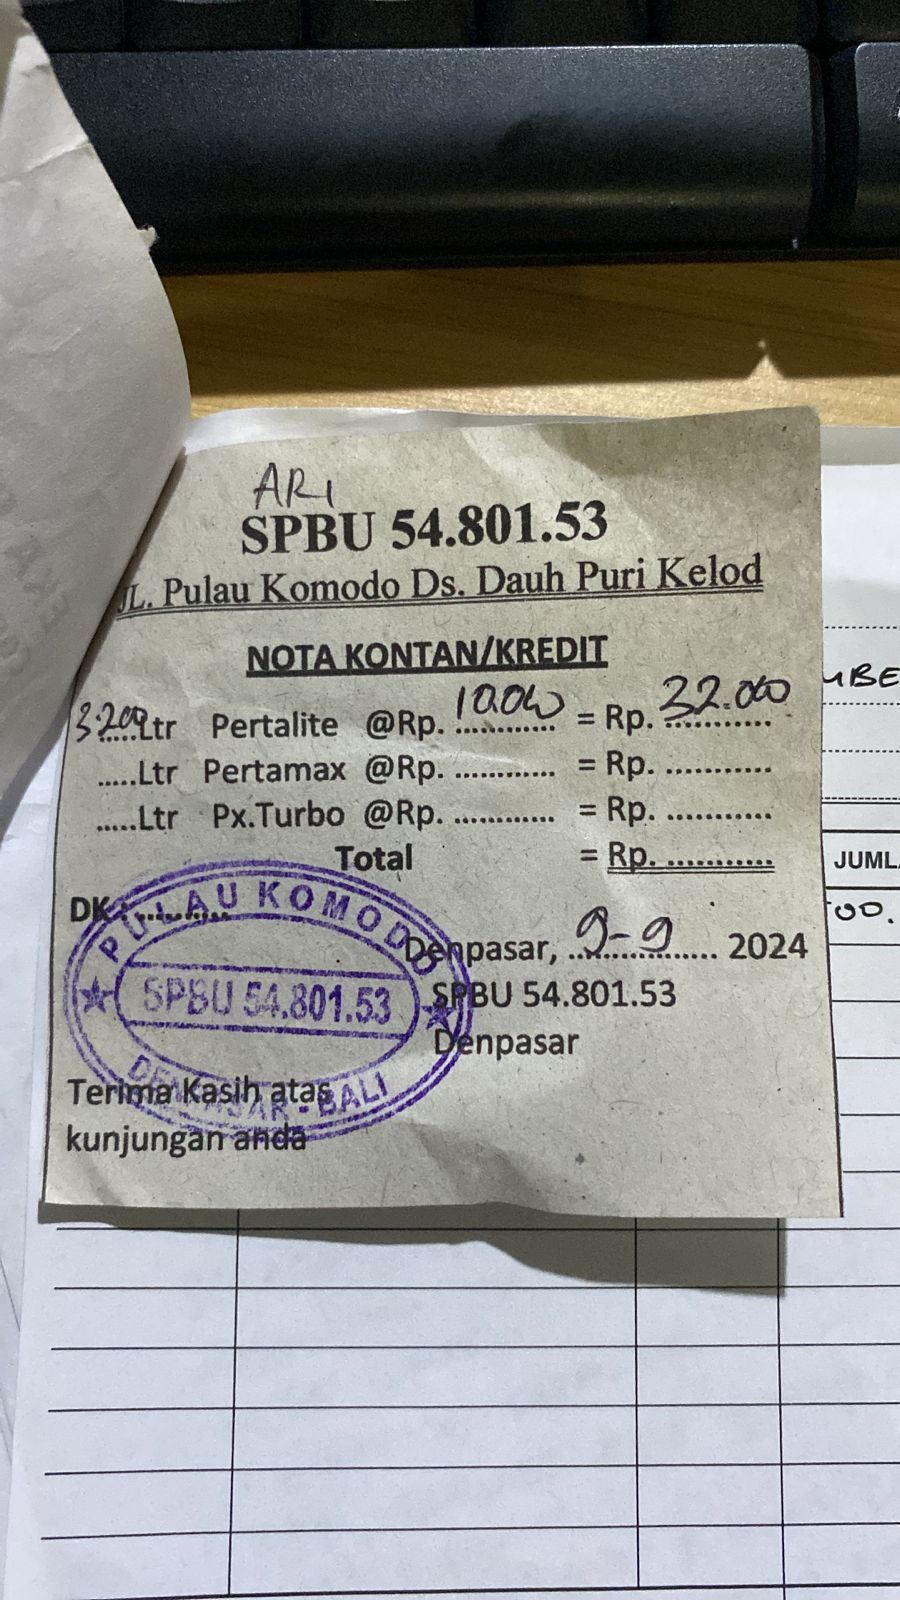 ARI
SPBU 54.801.53
JL. Pulau Komodo Ds. Dauh Puri Kelod
NOTA KONTAN/KREDIT
3.200 Ltr Pertalite @Rp. 10.000 = Rp. 32.000
.....Ltr Pertamax @Rp. ............ = Rp. ............
.....Ltr Px.Turbo @Rp. ............ = Rp. ............
Total = Rp. ............
DK : ............
Denpasar, 9-9 2024
SPBU 54.801.53
Denpasar
Terima Kasih atas
kunjungan anda
PULAU KOMODO
SPBU 54.801.53
DENPASAR - BALI